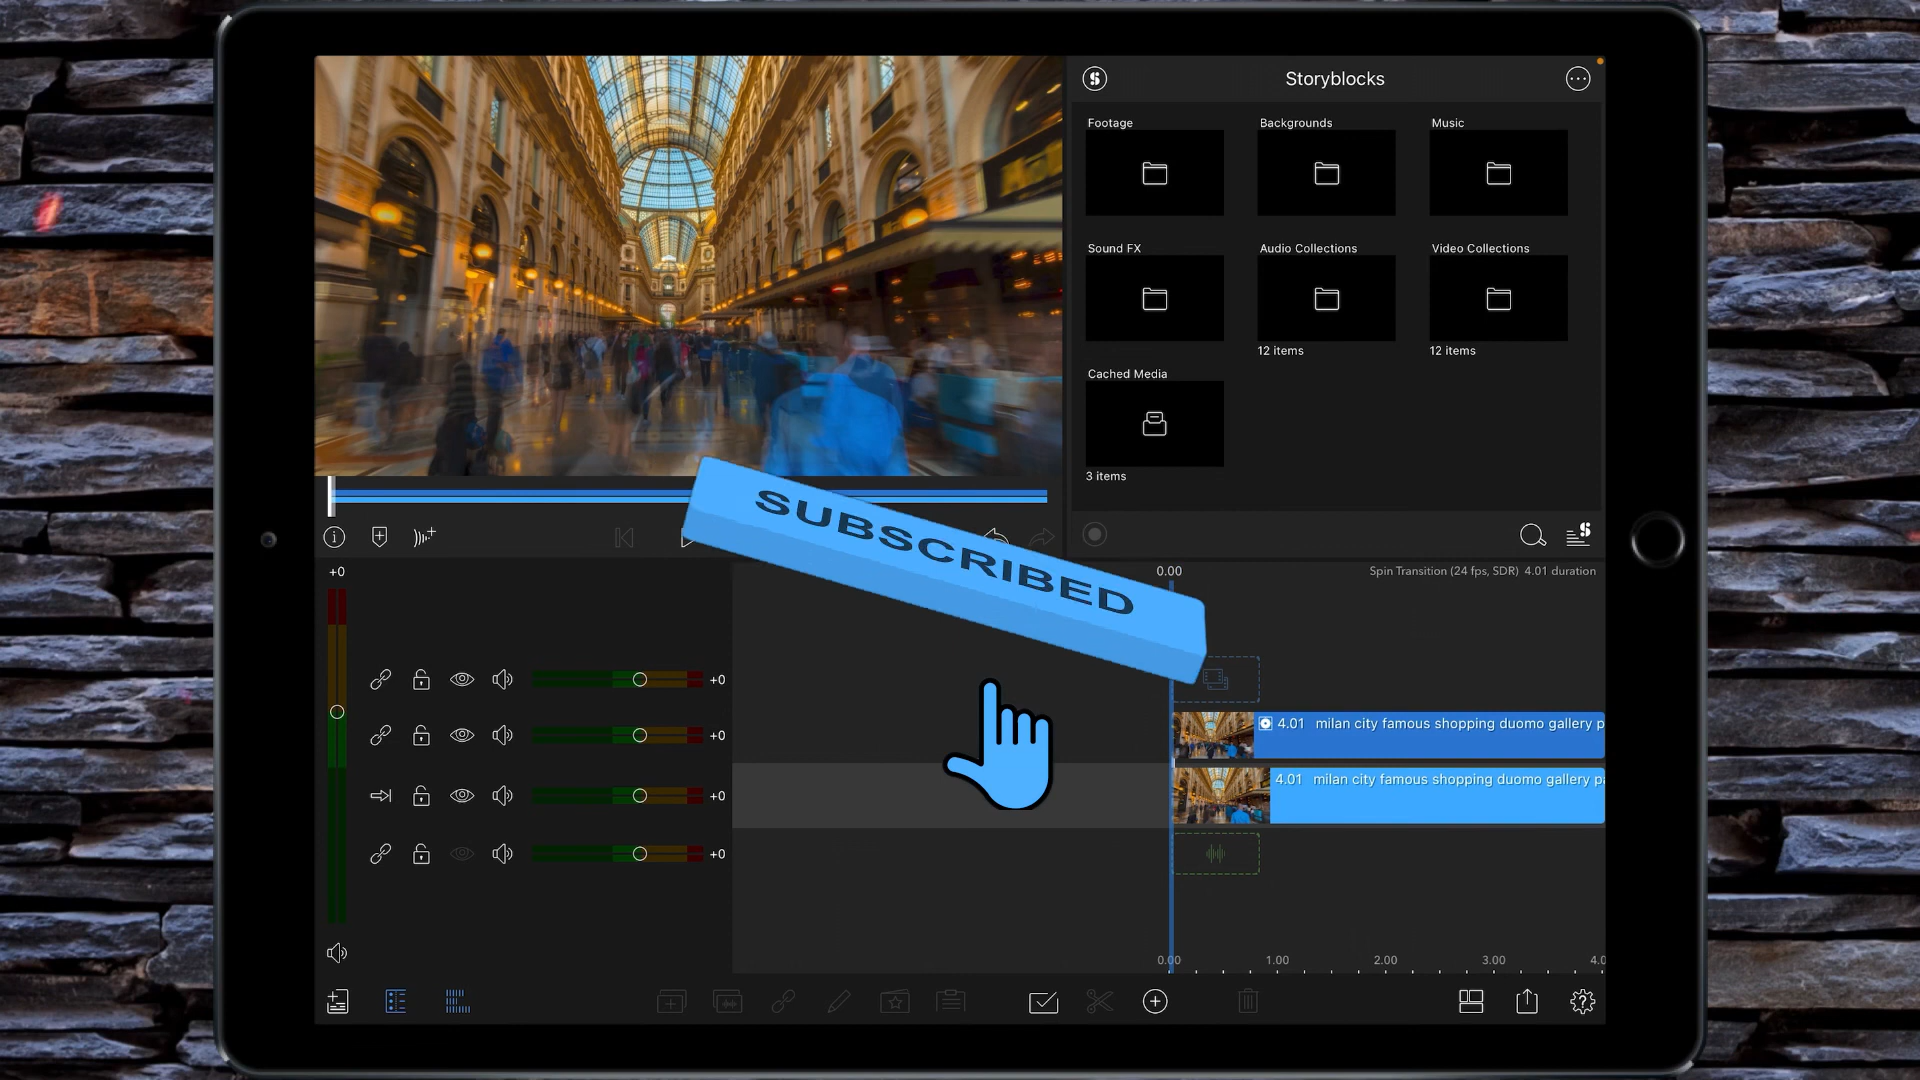 Storyblocks
Footage
Backgrounds
Music
Sound FX
Audio Collections
Video Collections
12 items
12 items
Cached Media
3 items
SUBSCRIBED
+0
0.00
Spin Transition (24 fps, SDR) 4.01 duration
+0
+0
4.01 milan city famous shopping duomo gallery p
+0
4.01 milan city famous shopping duomo gallery pa
+0
0.00 1.00 2.00 3.00 4.0